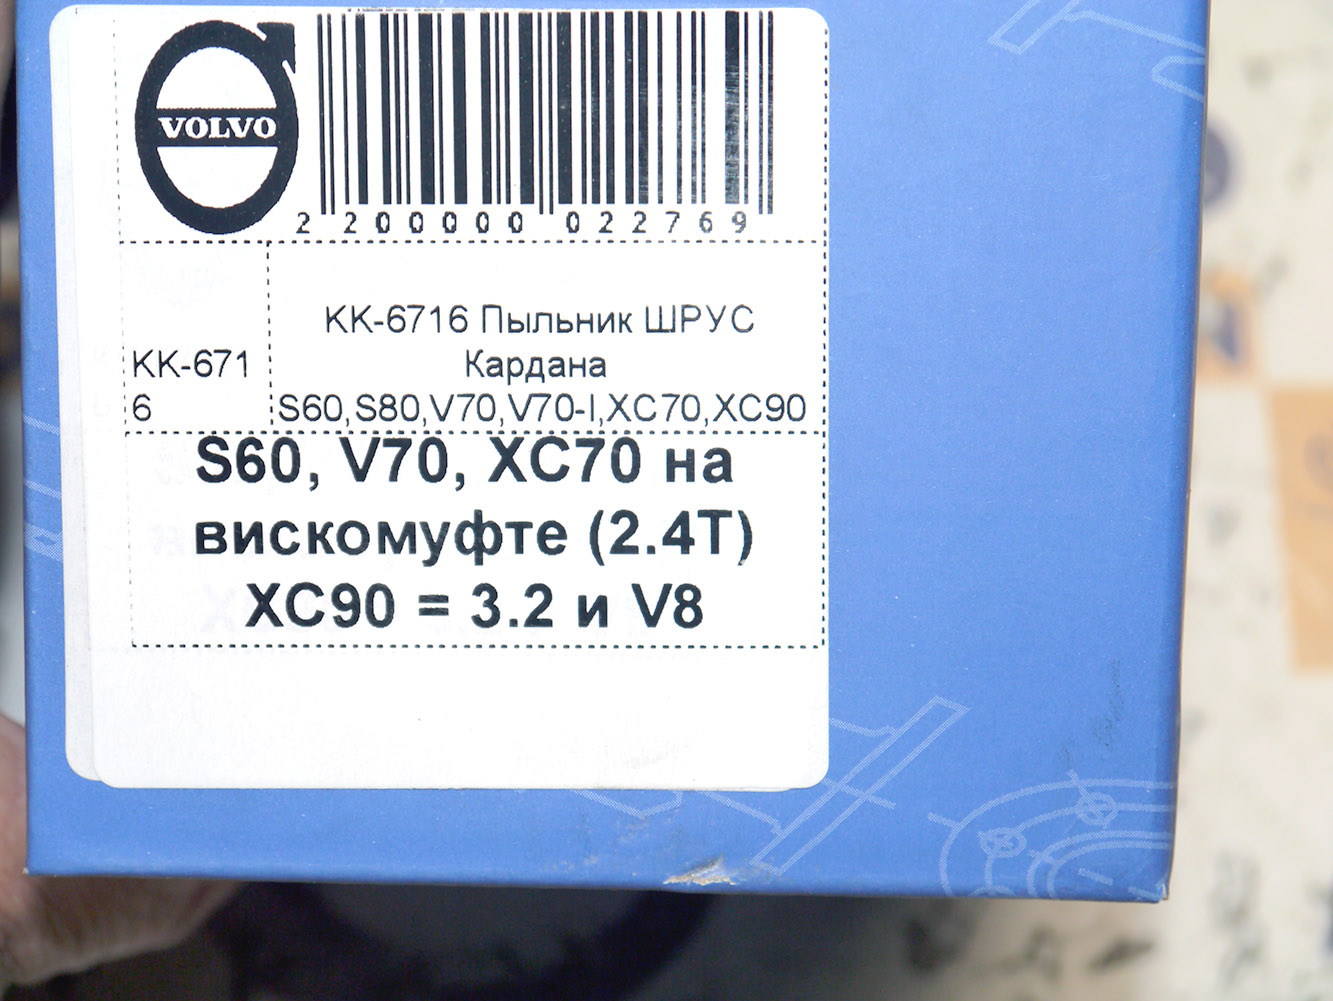 VOLVO
2 200000 022769
KK-6716 Пыльник ШРУС
Кардана
S60,S80,V70,V70-I,XC70,XC90
KK-671
6
S60, V70, XC70 на
вискомуфте (2.4T)
XC90 = 3.2 и V8